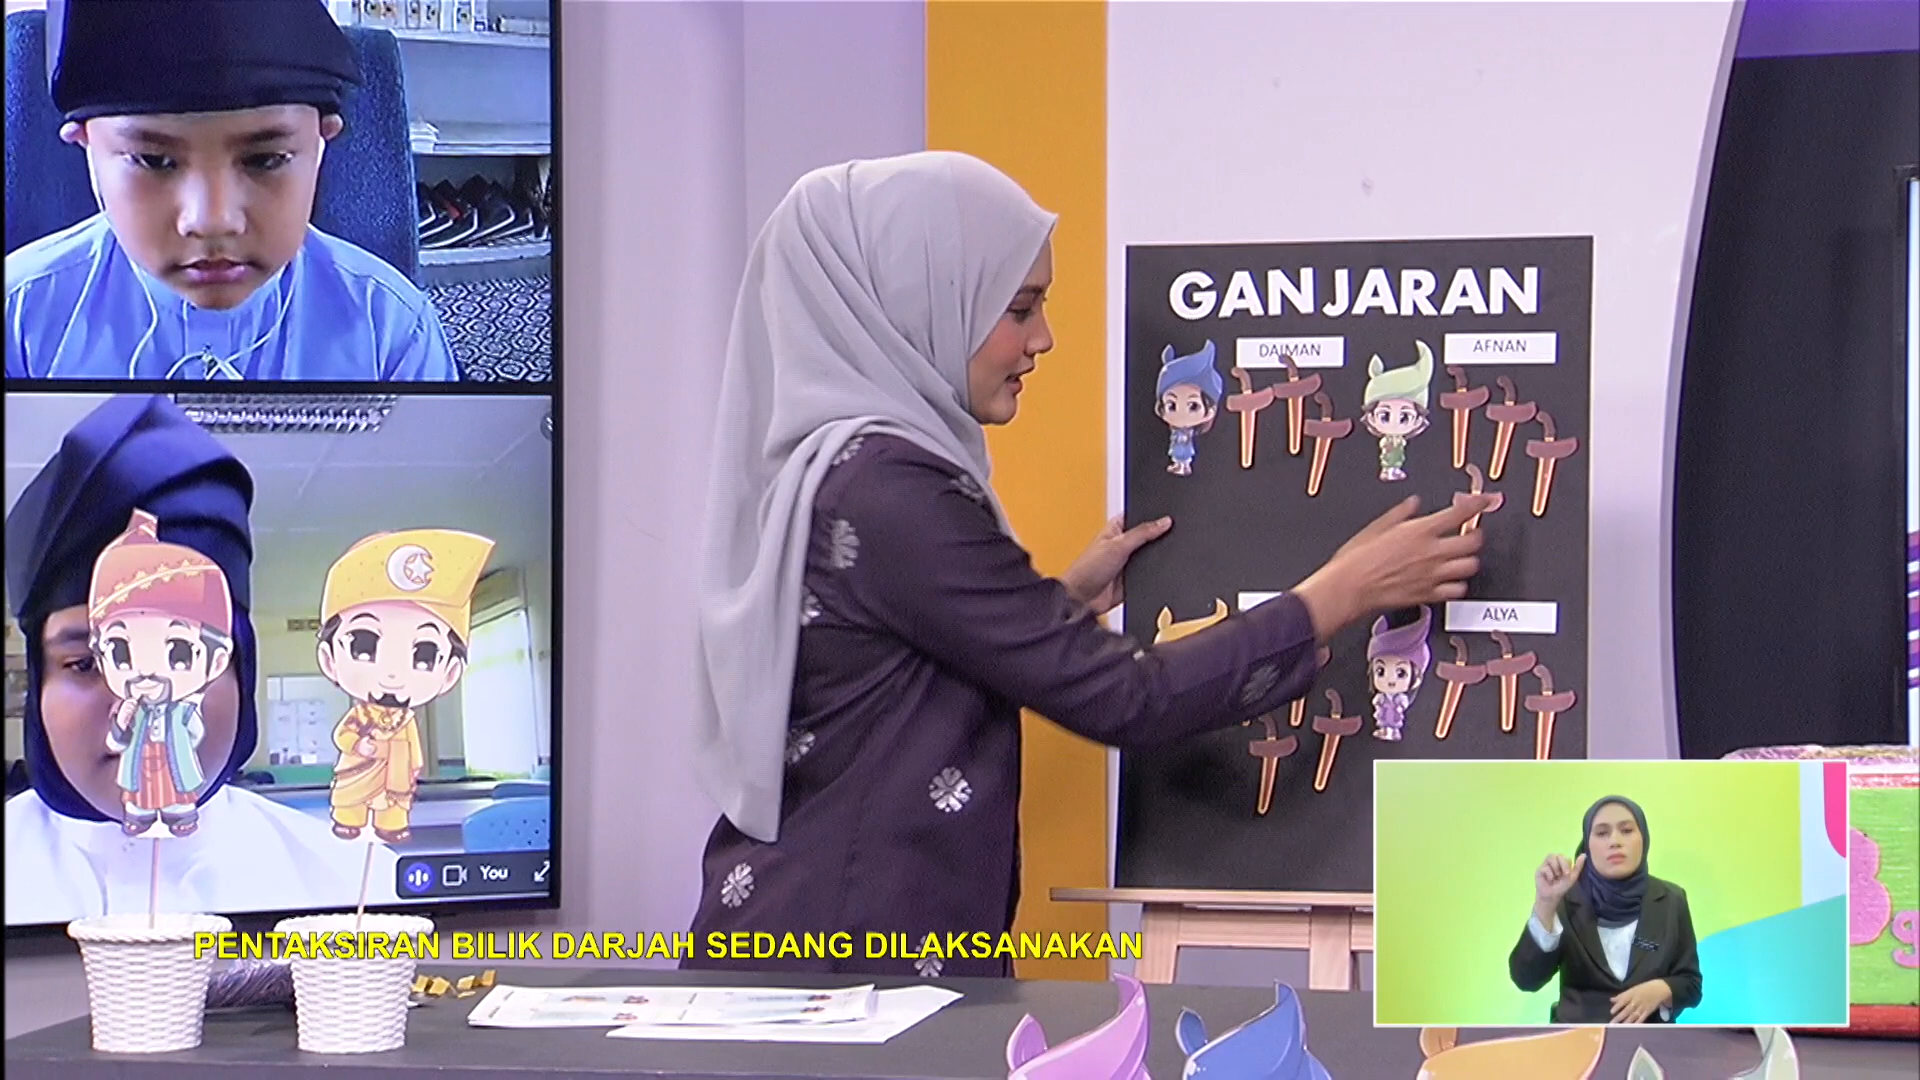 GANJARAN
DAIMAN
AFNAN
ALYA
You
PENTAKSIRAN BILIK DARJAH SEDANG DILAKSANAKAN